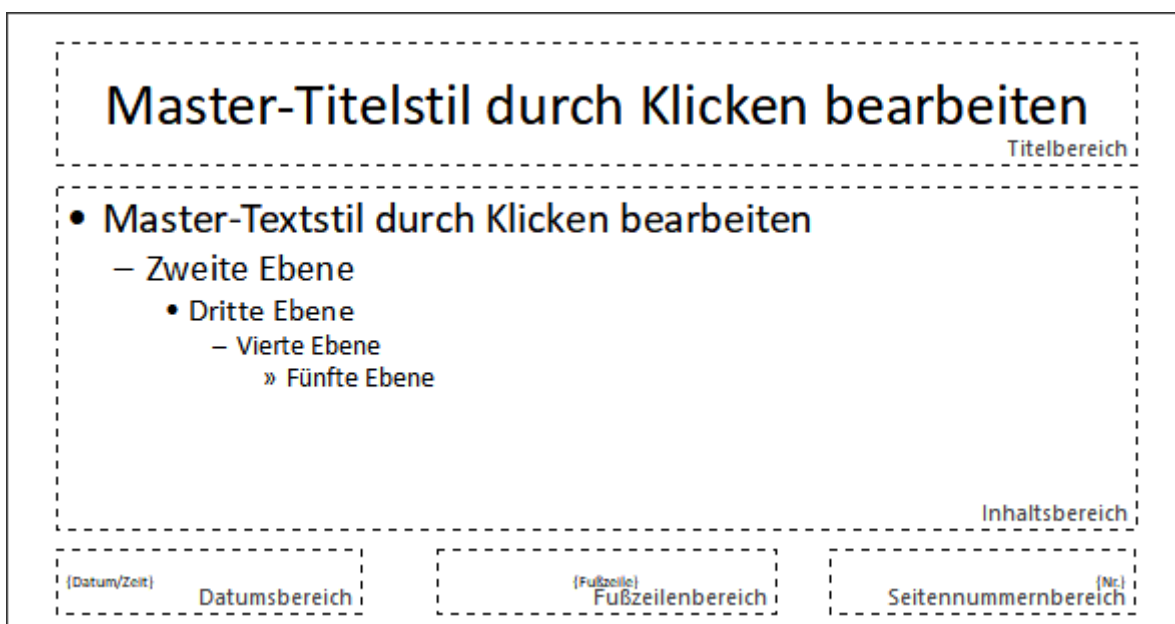 Master-Titelstil durch Klicken bearbeiten
Titelbereich
• Master-Textstil durch Klicken bearbeiten
– Zweite Ebene
• Dritte Ebene
– Vierte Ebene
» Fünfte Ebene
Inhaltsbereich
{Datum/Zeit}
Datumsbereich
{Fußzeile}
Fußzeilenbereich
{Nr.}
Seitennummernbereich